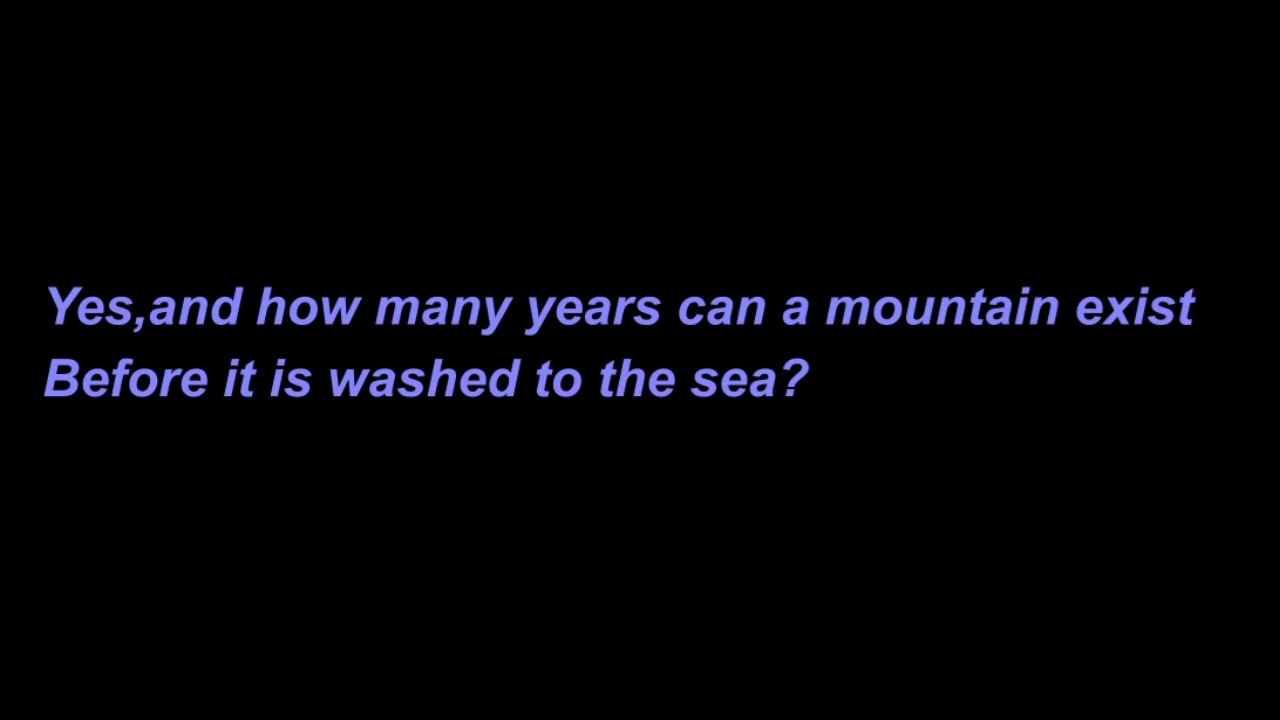 Yes,and how many years can a mountain exist
Before it is washed to the sea?